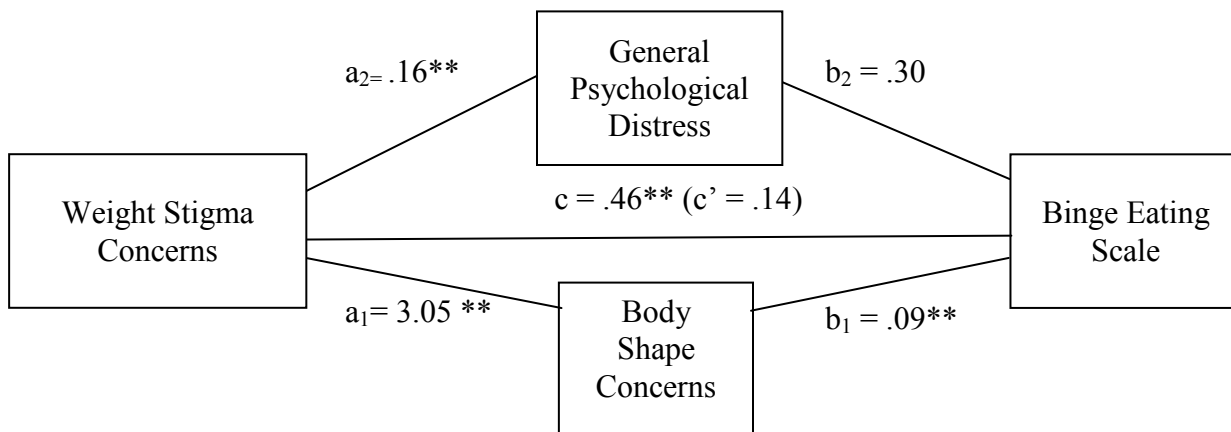 General
Psychological
Distress
a₂= .16**
b₂ = .30
Weight Stigma
Concerns
c = .46** (c’ = .14)
Binge Eating
Scale
a₁= 3.05 **
Body
Shape
Concerns
b₁ = .09**